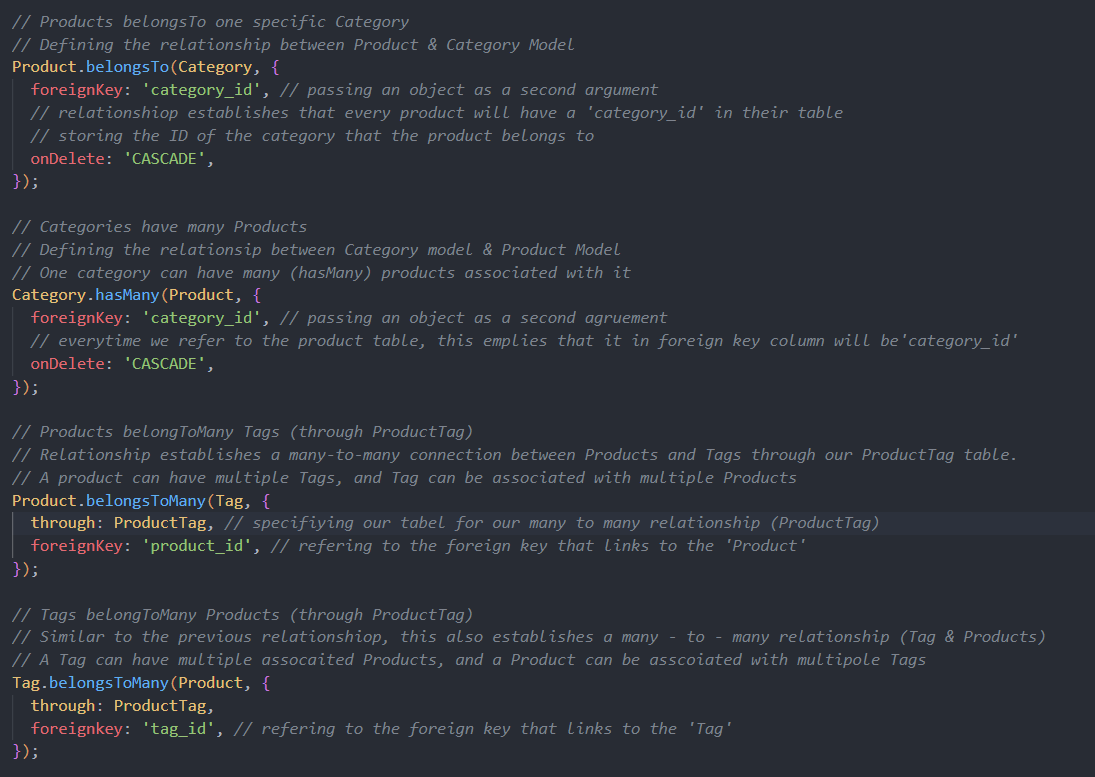 // Products belongsTo one specific Category
// Defining the relationship between Product & Category Model
Product.belongsTo(Category, {
  foreignKey: 'category_id', // passing an object as a second argument
  // relationshiop establishes that every product will have a 'category_id' in their table
  // storing the ID of the category that the product belongs to
  onDelete: 'CASCADE',
});

// Categories have many Products
// Defining the relationsip between Category model & Product Model
// One category can have many (hasMany) products associated with it
Category.hasMany(Product, {
  foreignKey: 'category_id', // passing an object as a second agruement
  // everytime we refer to the product table, this emplies that it in foreign key column will be'category_id'
  onDelete: 'CASCADE',
});

// Products belongToMany Tags (through ProductTag)
// Relationship establishes a many-to-many connection between Products and Tags through our ProductTag table.
// A product can have multiple Tags, and Tag can be associated with multiple Products
Product.belongsToMany(Tag, {
  through: ProductTag, // specifiying our tabel for our many to many relationship (ProductTag)
  foreignKey: 'product_id', // refering to the foreign key that links to the 'Product'
});

// Tags belongToMany Products (through ProductTag)
// Similar to the previous relationshiop, this also establishes a many - to - many relationship (Tag & Products)
// A Tag can have multiple assocaited Products, and a Product can be asscoiated with multipole Tags
Tag.belongsToMany(Product, {
  through: ProductTag,
  foreignkey: 'tag_id', // refering to the foreign key that links to the 'Tag'
});